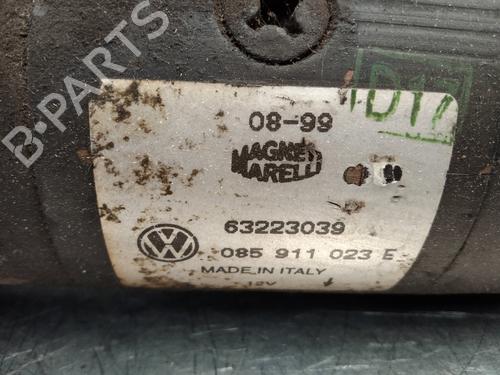 B-PARTS
D17
08-99
MAGNETI
MARELLI
63223039
085 911 023 E
MADE IN ITALY
12V